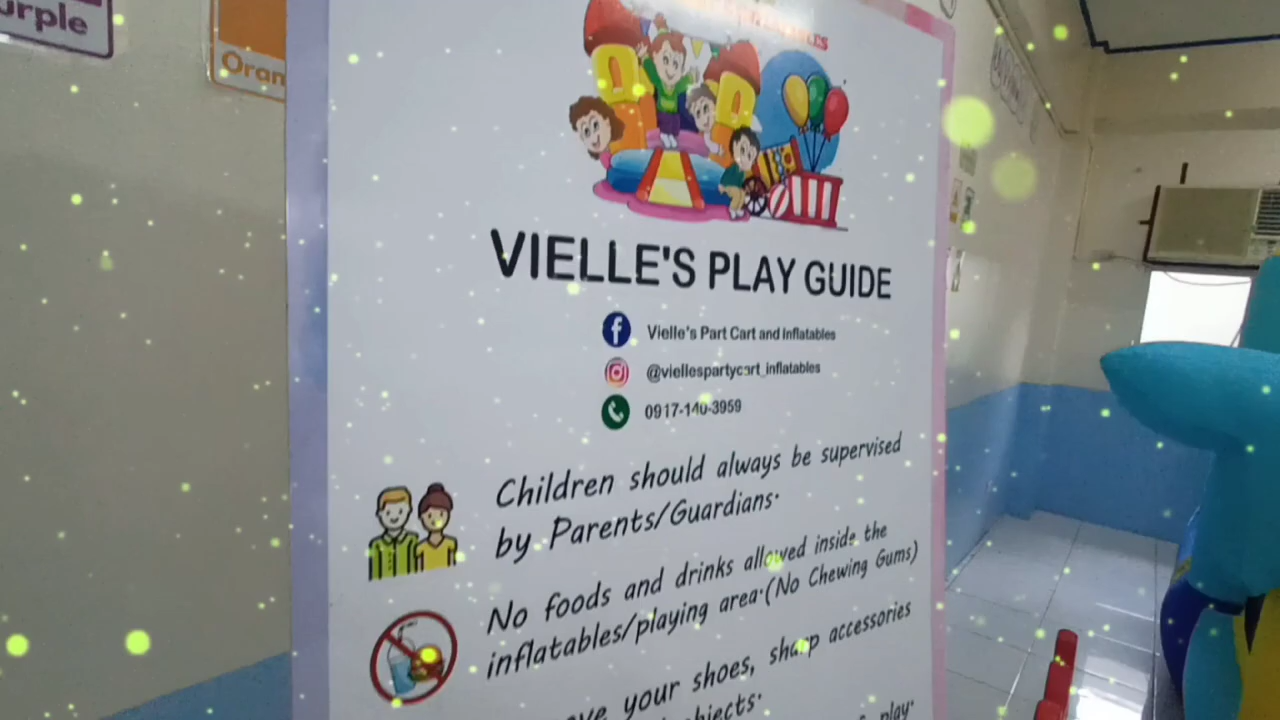 urple
Oran
VIELLE'S PLAY GUIDE
Vielle's Part Cart and Inflatables
@viellespartycart_inflatables
0917-140-3959
Children should always be supervised
by Parents/Guardians.
No foods and drinks allowed inside the
inflatables/playing area.(No Chewing Gums)
your shoes, sharp accessories
play.